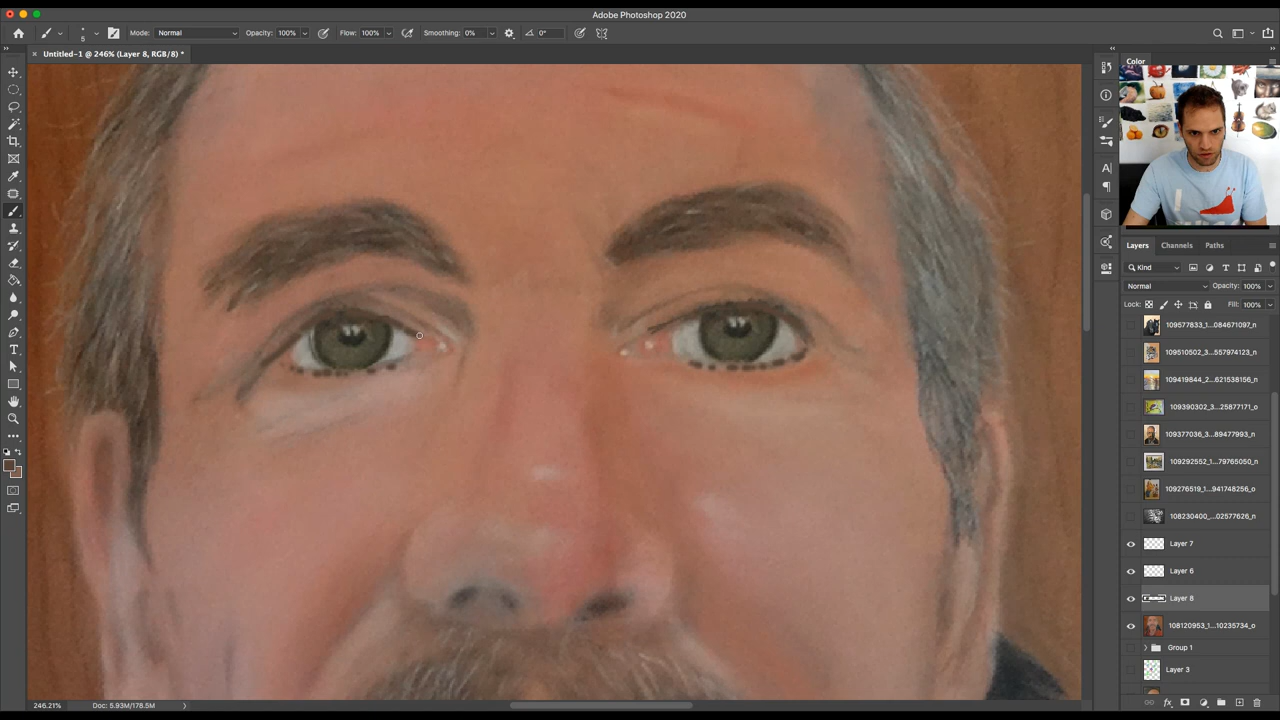 Adobe Photoshop 2020
5 Mode: Normal Opacity: 100% Flow: 100% Smoothing: 0% 0°
× Untitled-1 @ 246% (Layer 8, RGB/8) *
Color
Layers Channels Paths
Kind
Normal Opacity: 100%
Lock: Fill: 100%
109577833_1...084671097_n
109510502_3...557974123_n
109419844_2...621538156_n
109390302_3...25877171_o
109377036_3...89477993_n
109292552_1...79765050_n
109276519_1...941748256_o
108230400_...02577626_n
Layer 7
Layer 6
Layer 8
108120953_1...10235734_o
Group 1
Layer 3
246.21% Doc: 5.93M/178.5M